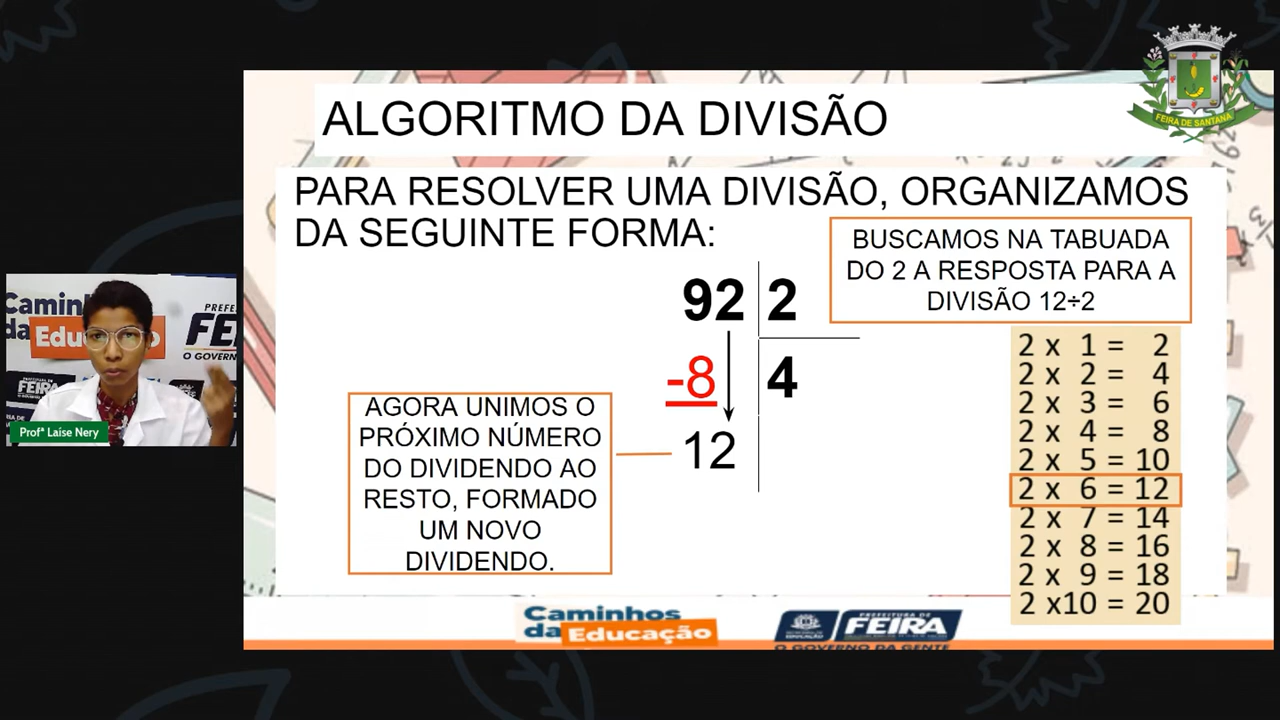 FEIRA DE SANTANA
ALGORITMO DA DIVISÃO
PARA RESOLVER UMA DIVISÃO, ORGANIZAMOS
DA SEGUINTE FORMA:
BUSCAMOS NA TABUADA
DO 2 A RESPOSTA PARA A
DIVISÃO 12÷2
92 2
-8 4
12
AGORA UNIMOS O
PRÓXIMO NÚMERO
DO DIVIDENDO AO
RESTO, FORMADO
UM NOVO
DIVIDENDO.
2 x 1 = 2
2 x 2 = 4
2 x 3 = 6
2 x 4 = 8
2 x 5 = 10
2 x 6 = 12
2 x 7 = 14
2 x 8 = 16
2 x 9 = 18
2 x10 = 20
Profª Laíse Nery
Caminhos
da Educação
PREFEITURA DE
FEIRA
O GOVERNO DA GENTE